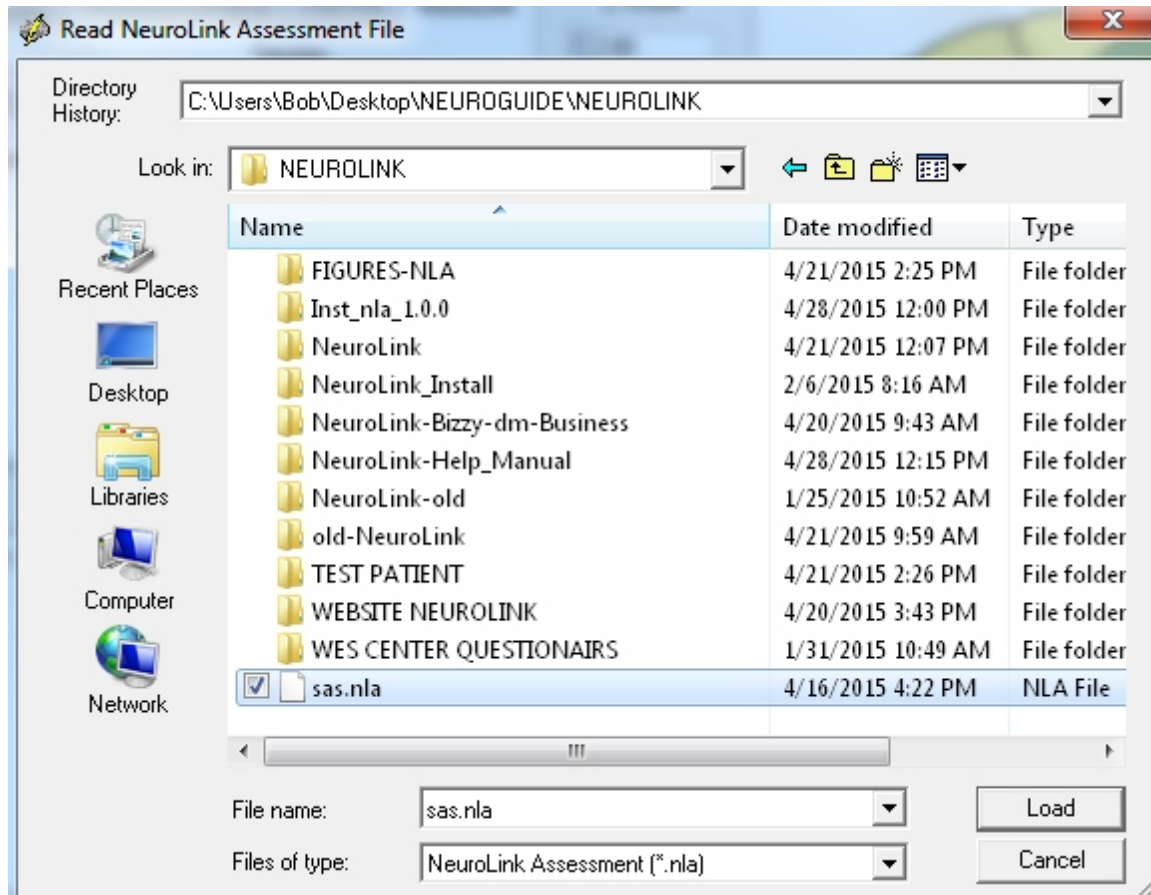 Read NeuroLink Assessment File
Directory
History:
C:\Users\Bob\Desktop\NEUROGUIDE\NEUROLINK
Look in: NEUROLINK
Name Date modified Type
FIGURES-NLA 4/21/2015 2:25 PM File folder
Inst_nla_1.0.0 4/28/2015 12:00 PM File folder
NeuroLink 4/21/2015 12:07 PM File folder
NeuroLink_Install 2/6/2015 8:16 AM File folder
NeuroLink-Bizzy-dm-Business 4/20/2015 9:43 AM File folder
NeuroLink-Help_Manual 4/28/2015 12:15 PM File folder
NeuroLink-old 1/25/2015 10:52 AM File folder
old-NeuroLink 4/21/2015 9:59 AM File folder
TEST PATIENT 4/21/2015 2:26 PM File folder
WEBSITE NEUROLINK 4/20/2015 3:43 PM File folder
WES CENTER QUESTIONAIRS 1/31/2015 10:49 AM File folder
sas.nla 4/16/2015 4:22 PM NLA File
Recent Places
Desktop
Libraries
Computer
Network
File name: sas.nla Load
Files of type: NeuroLink Assessment (*.nla) Cancel